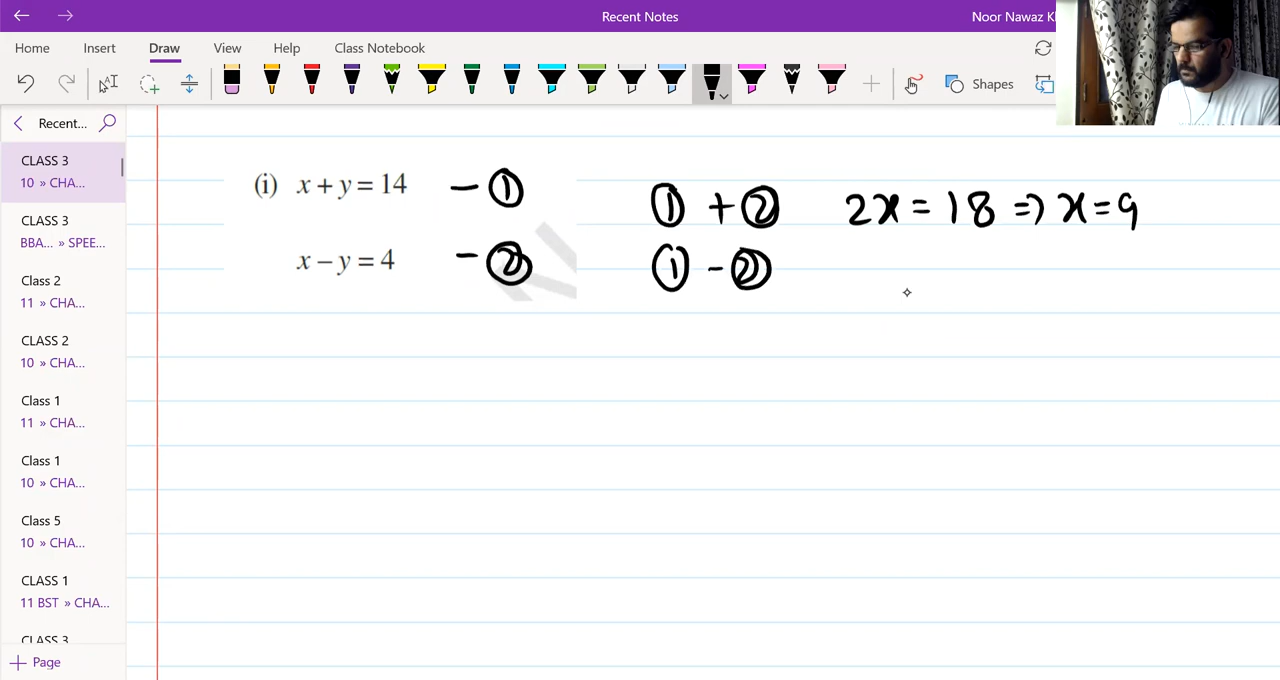 Recent Notes
Noor Nawaz
Home Insert Draw View Help Class Notebook
Shapes
Recent...
CLASS 3
10 » CHA...
CLASS 3
BBA... » SPEE...
Class 2
11 » CHA...
CLASS 2
10 » CHA...
Class 1
11 » CHA...
Class 1
10 » CHA...
Class 5
10 » CHA...
CLASS 1
11 BST » CHA...
CLASS 3
+ Page
(i) x + y = 14 — ①
x − y = 4 — ②
① + ② 2x = 18 ⇒ x = 9
① - ②